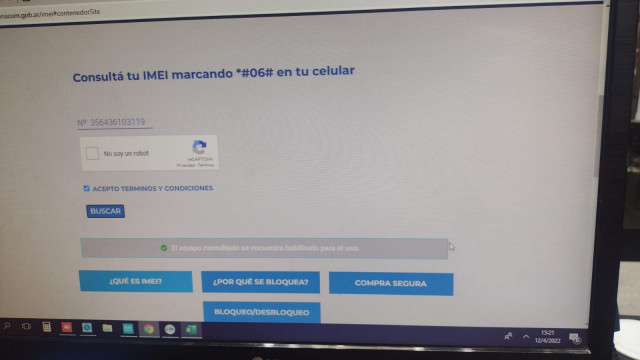 enacom.gob.ar/imei#contenedorSite
Consultá tu IMEI marcando *#06# en tu celular
Nº 356436103119
No soy un robot
reCAPTCHA
Privacidad - Términos
ACEPTO TERMINOS Y CONDICIONES
BUSCAR
El equipo consultado se encuentra habilitado para el uso.
¿QUÉ ES IMEI?
¿POR QUÉ SE BLOQUEA?
COMPRA SEGURA
BLOQUEO/DESBLOQUEO
13:21
12/4/2022